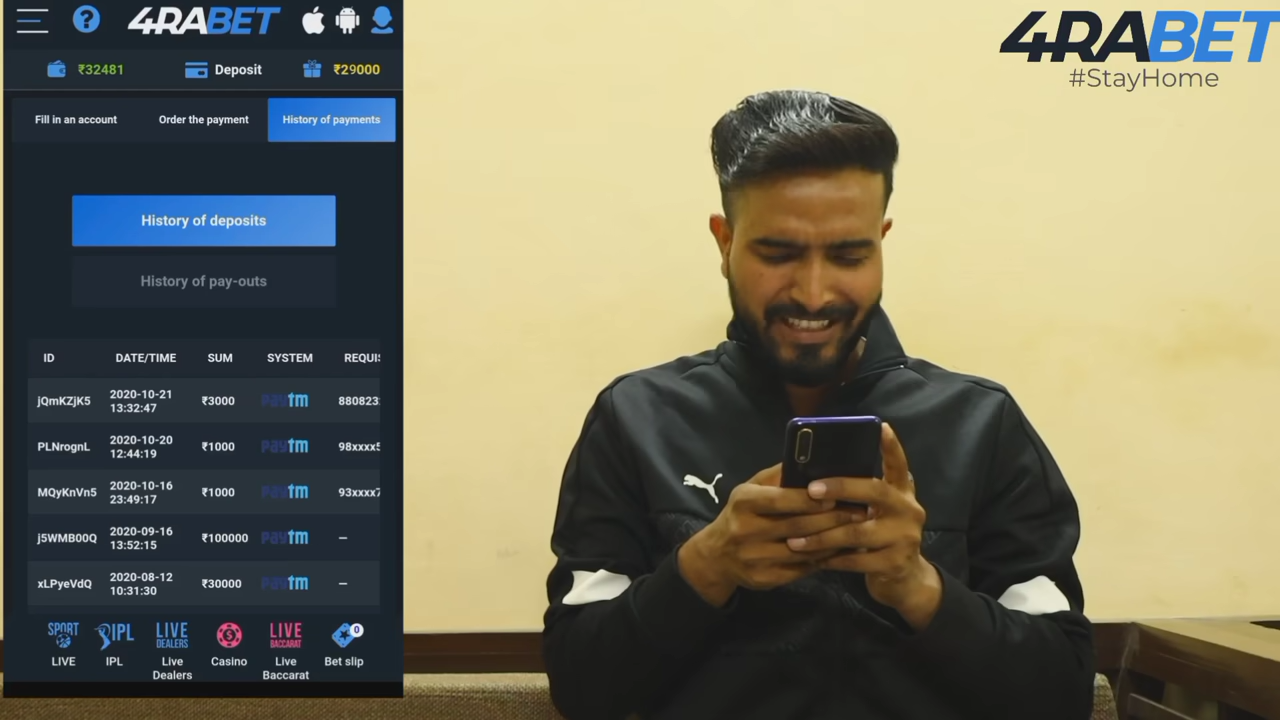 4RABET
₹32481
Deposit
₹29000
Fill in an account
Order the payment
History of payments
History of deposits
History of pay-outs
ID DATE/TIME SUM SYSTEM REQUIS
jQmKZjK5 2020-10-21 13:32:47 ₹3000 paytm 880823
PLNrognL 2020-10-20 12:44:19 ₹1000 paytm 98xxxx5
MQyKnVn5 2020-10-16 23:49:17 ₹1000 paytm 93xxxx7
j5WMB00Q 2020-09-16 13:52:15 ₹100000 paytm –
xLPyeVdQ 2020-08-12 10:31:30 ₹30000 paytm –
SPORT
IPL
LIVE
DEALERS
LIVE
BACCARAT
0
LIVE
IPL
Live
Dealers
Casino
Live
Baccarat
Bet slip
4RABET
#StayHome